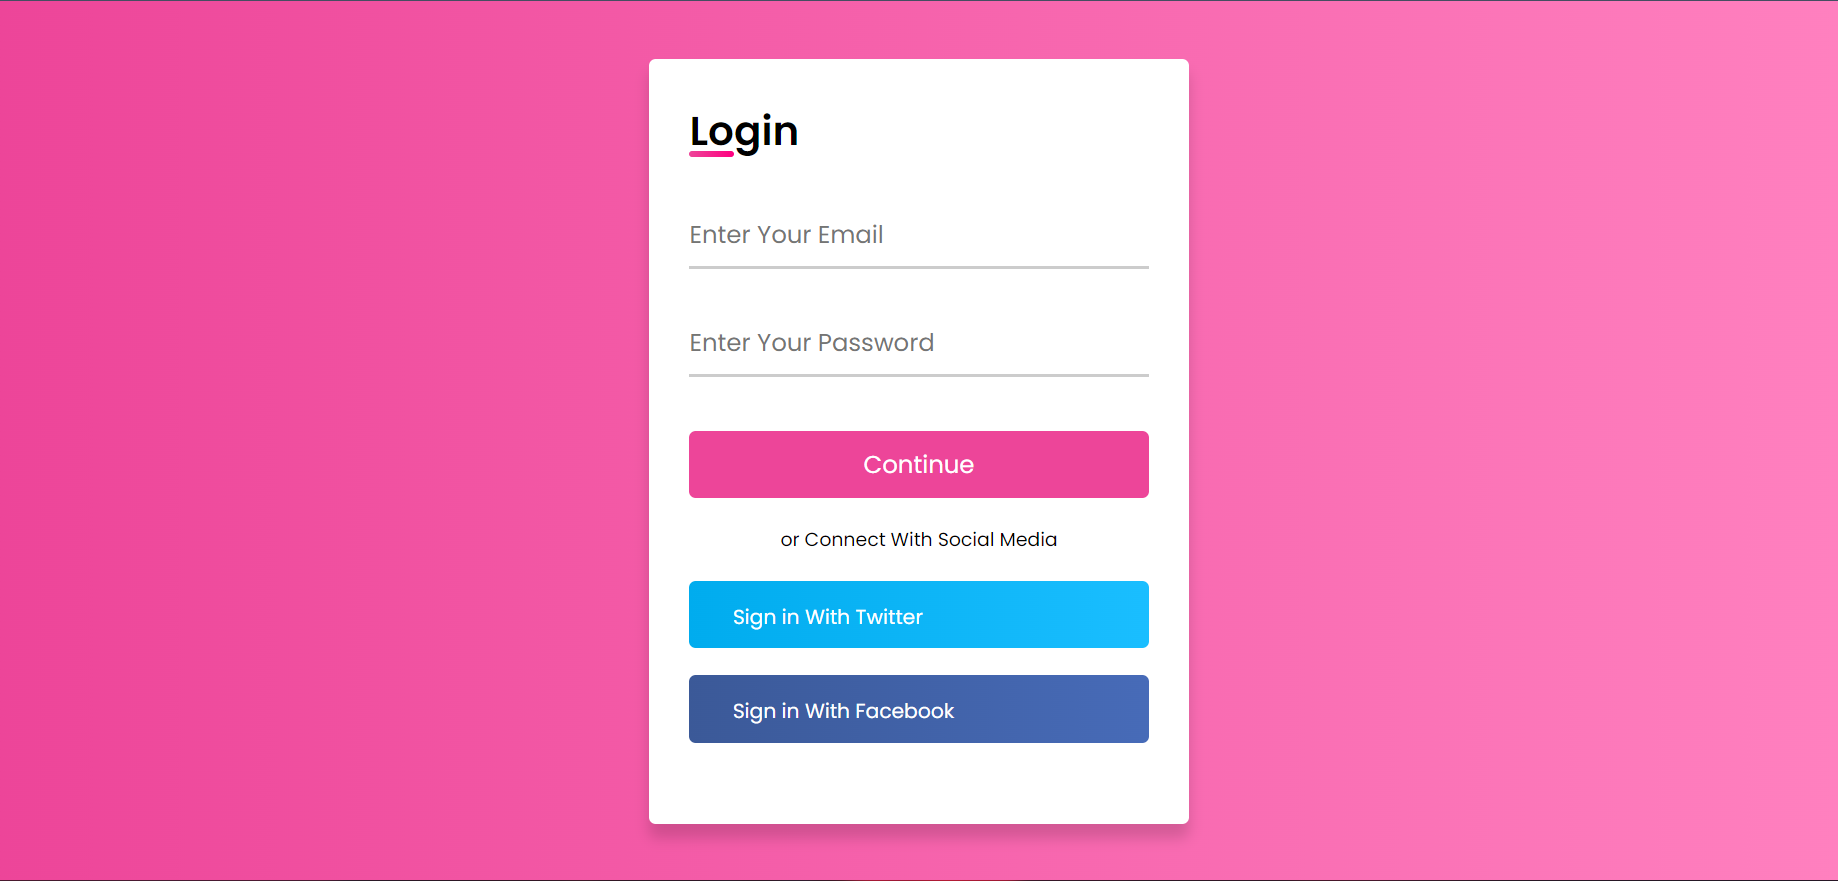 Login
Enter Your Email
Enter Your Password
Continue
or Connect With Social Media
Sign in With Twitter
Sign in With Facebook